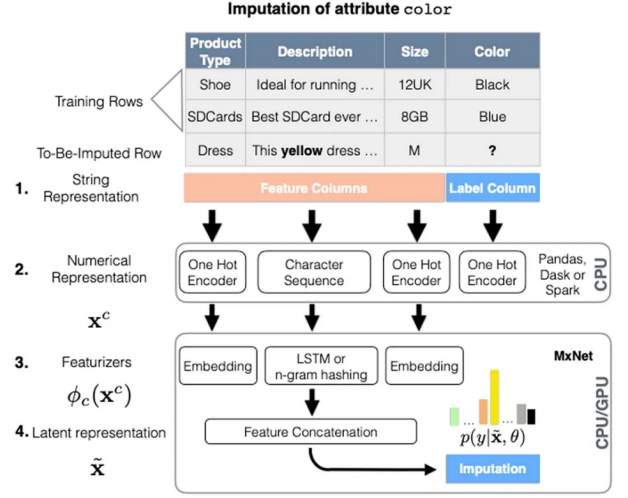 Imputation of attribute color
Product Type Description Size Color
Training Rows
Shoe Ideal for running ... 12UK Black
SDCards Best SDCard ever ... 8GB Blue
To-Be-Imputed Row Dress This yellow dress ... M ?
1. String Representation Feature Columns Label Column
2. Numerical Representation
One Hot Encoder
Character Sequence
One Hot Encoder
One Hot Encoder
Pandas, Dask or Spark
CPU
x^c
3. Featurizers
Embedding
LSTM or n-gram hashing
Embedding
MxNet
CPU/GPU
ϕ_c(x^c)
... ...
p(y|x̃, θ)
4. Latent representation
Feature Concatenation
x̃
Imputation